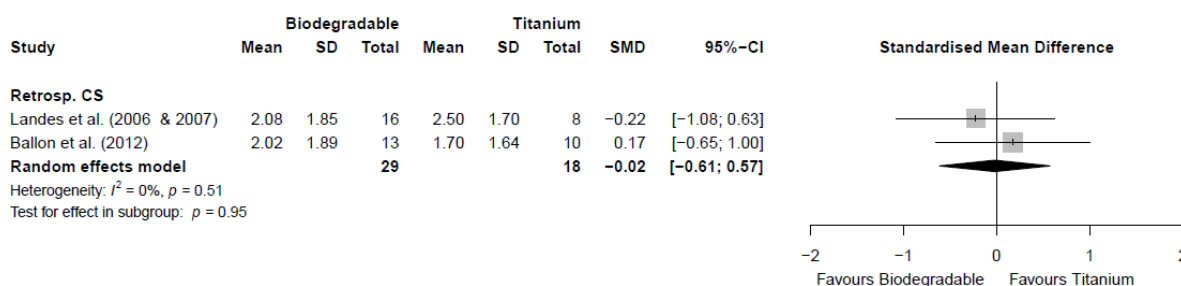 Biodegradable Titanium
Study Mean SD Total Mean SD Total SMD 95%−CI Standardised Mean Difference
Retrosp. CS
Landes et al. (2006 & 2007) 2.08 1.85 16 2.50 1.70 8 −0.22 [−1.08; 0.63]
Ballon et al. (2012) 2.02 1.89 13 1.70 1.64 10 0.17 [−0.65; 1.00]
Random effects model 29 18 −0.02 [−0.61; 0.57]
Heterogeneity: I² = 0%, p = 0.51
Test for effect in subgroup: p = 0.95
−2 −1 0 1 2
Favours Biodegradable Favours Titanium